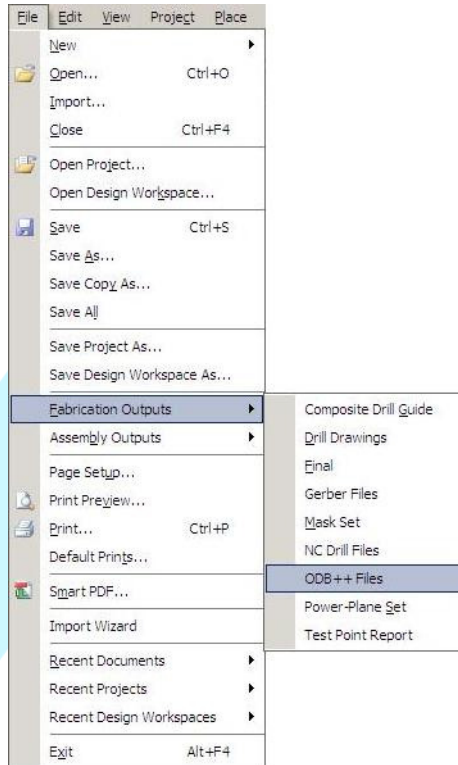 File Edit View Project Place
New
Open... Ctrl+O
Import...
Close Ctrl+F4
Open Project...
Open Design Workspace...
Save Ctrl+S
Save As...
Save Copy As...
Save All
Save Project As...
Save Design Workspace As...
Fabrication Outputs
Assembly Outputs
Page Setup...
Print Preview...
Print... Ctrl+P
Default Prints...
Smart PDF...
Import Wizard
Recent Documents
Recent Projects
Recent Design Workspaces
Exit Alt+F4
Composite Drill Guide
Drill Drawings
Final
Gerber Files
Mask Set
NC Drill Files
ODB++ Files
Power-Plane Set
Test Point Report